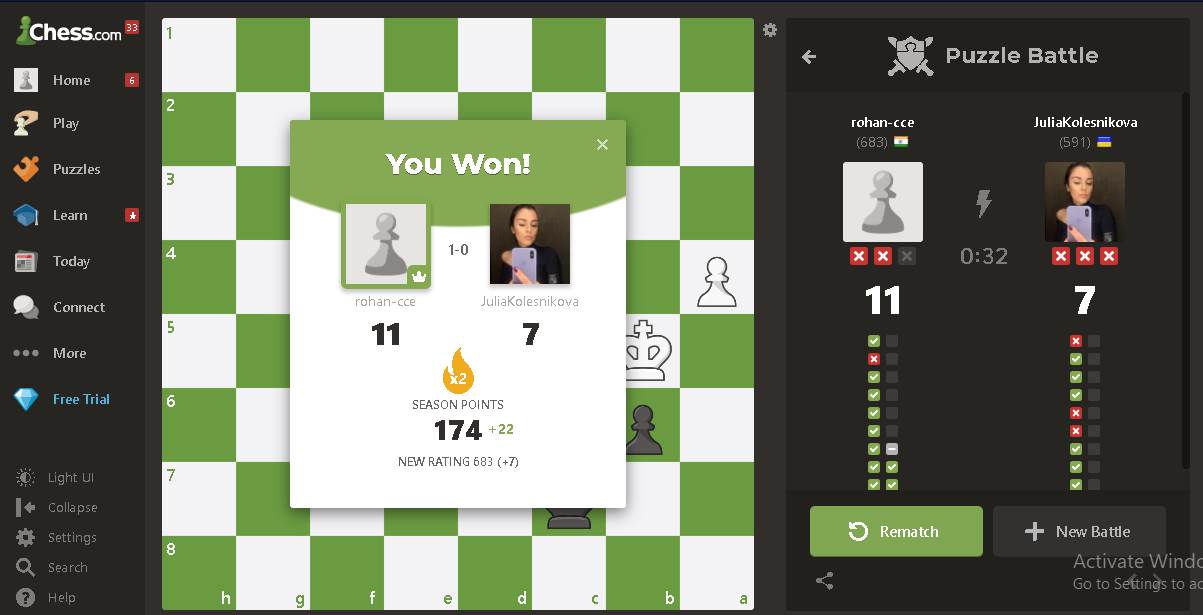 Chess.com 33
Home 6
Play
Puzzles
Learn
Today
Connect
More
Free Trial
Light UI
Collapse
Settings
Search
Help
1
2
3
4
5
6
7
8
h g f e d c b a
You Won!
1-0
rohan-cce JuliaKolesnikova
11 7
x2
SEASON POINTS
174 +22
NEW RATING 683 (+7)
Puzzle Battle
rohan-cce JuliaKolesnikova
(683) (591)
0:32
11 7
Rematch New Battle
Activate Windo
Go to Settings to ac